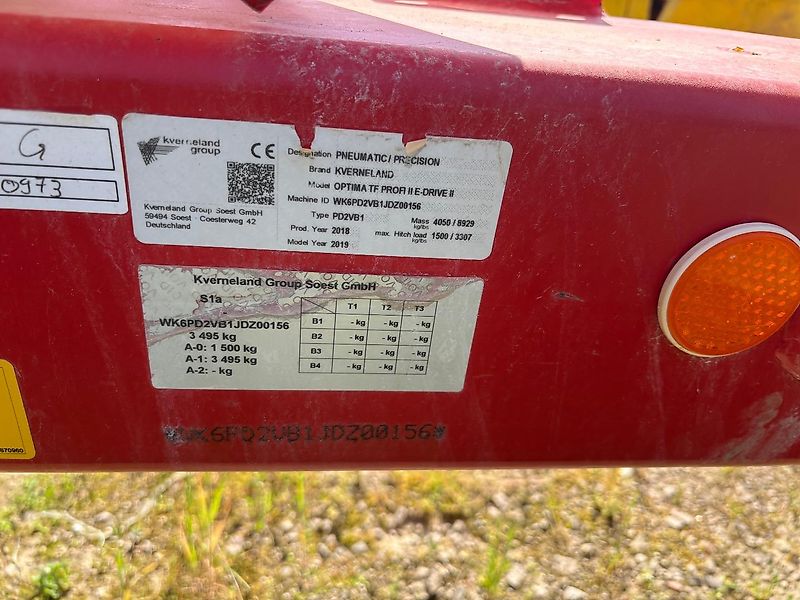 G
0973
kverneland
group
CE
Designation PNEUMATIC / PRECISION
Brand KVERNELAND
Model OPTIMA TF PROFI II E-DRIVE II
Machine ID WK6PD2VB1JDZ00156
Type PD2VB1
Prod. Year 2018
Model Year 2019
Mass 4050 / 8929
kg/lbs
max. Hitch load 1500 / 3307
kg/lbs
Kverneland Group Soest GmbH
59494 Soest - Coesterweg 42
Deutschland
Kverneland Group Soest GmbH
S1a
-
WK6PD2VB1JDZ00156
3 495 kg
A-0: 1 500 kg
A-1: 3 495 kg
A-2: - kg
T1 T2 T3
B1 - kg - kg - kg
B2 - kg - kg - kg
B3 - kg - kg - kg
B4 - kg - kg - kg
*WK6PD2VB1JDZ00156*
870960